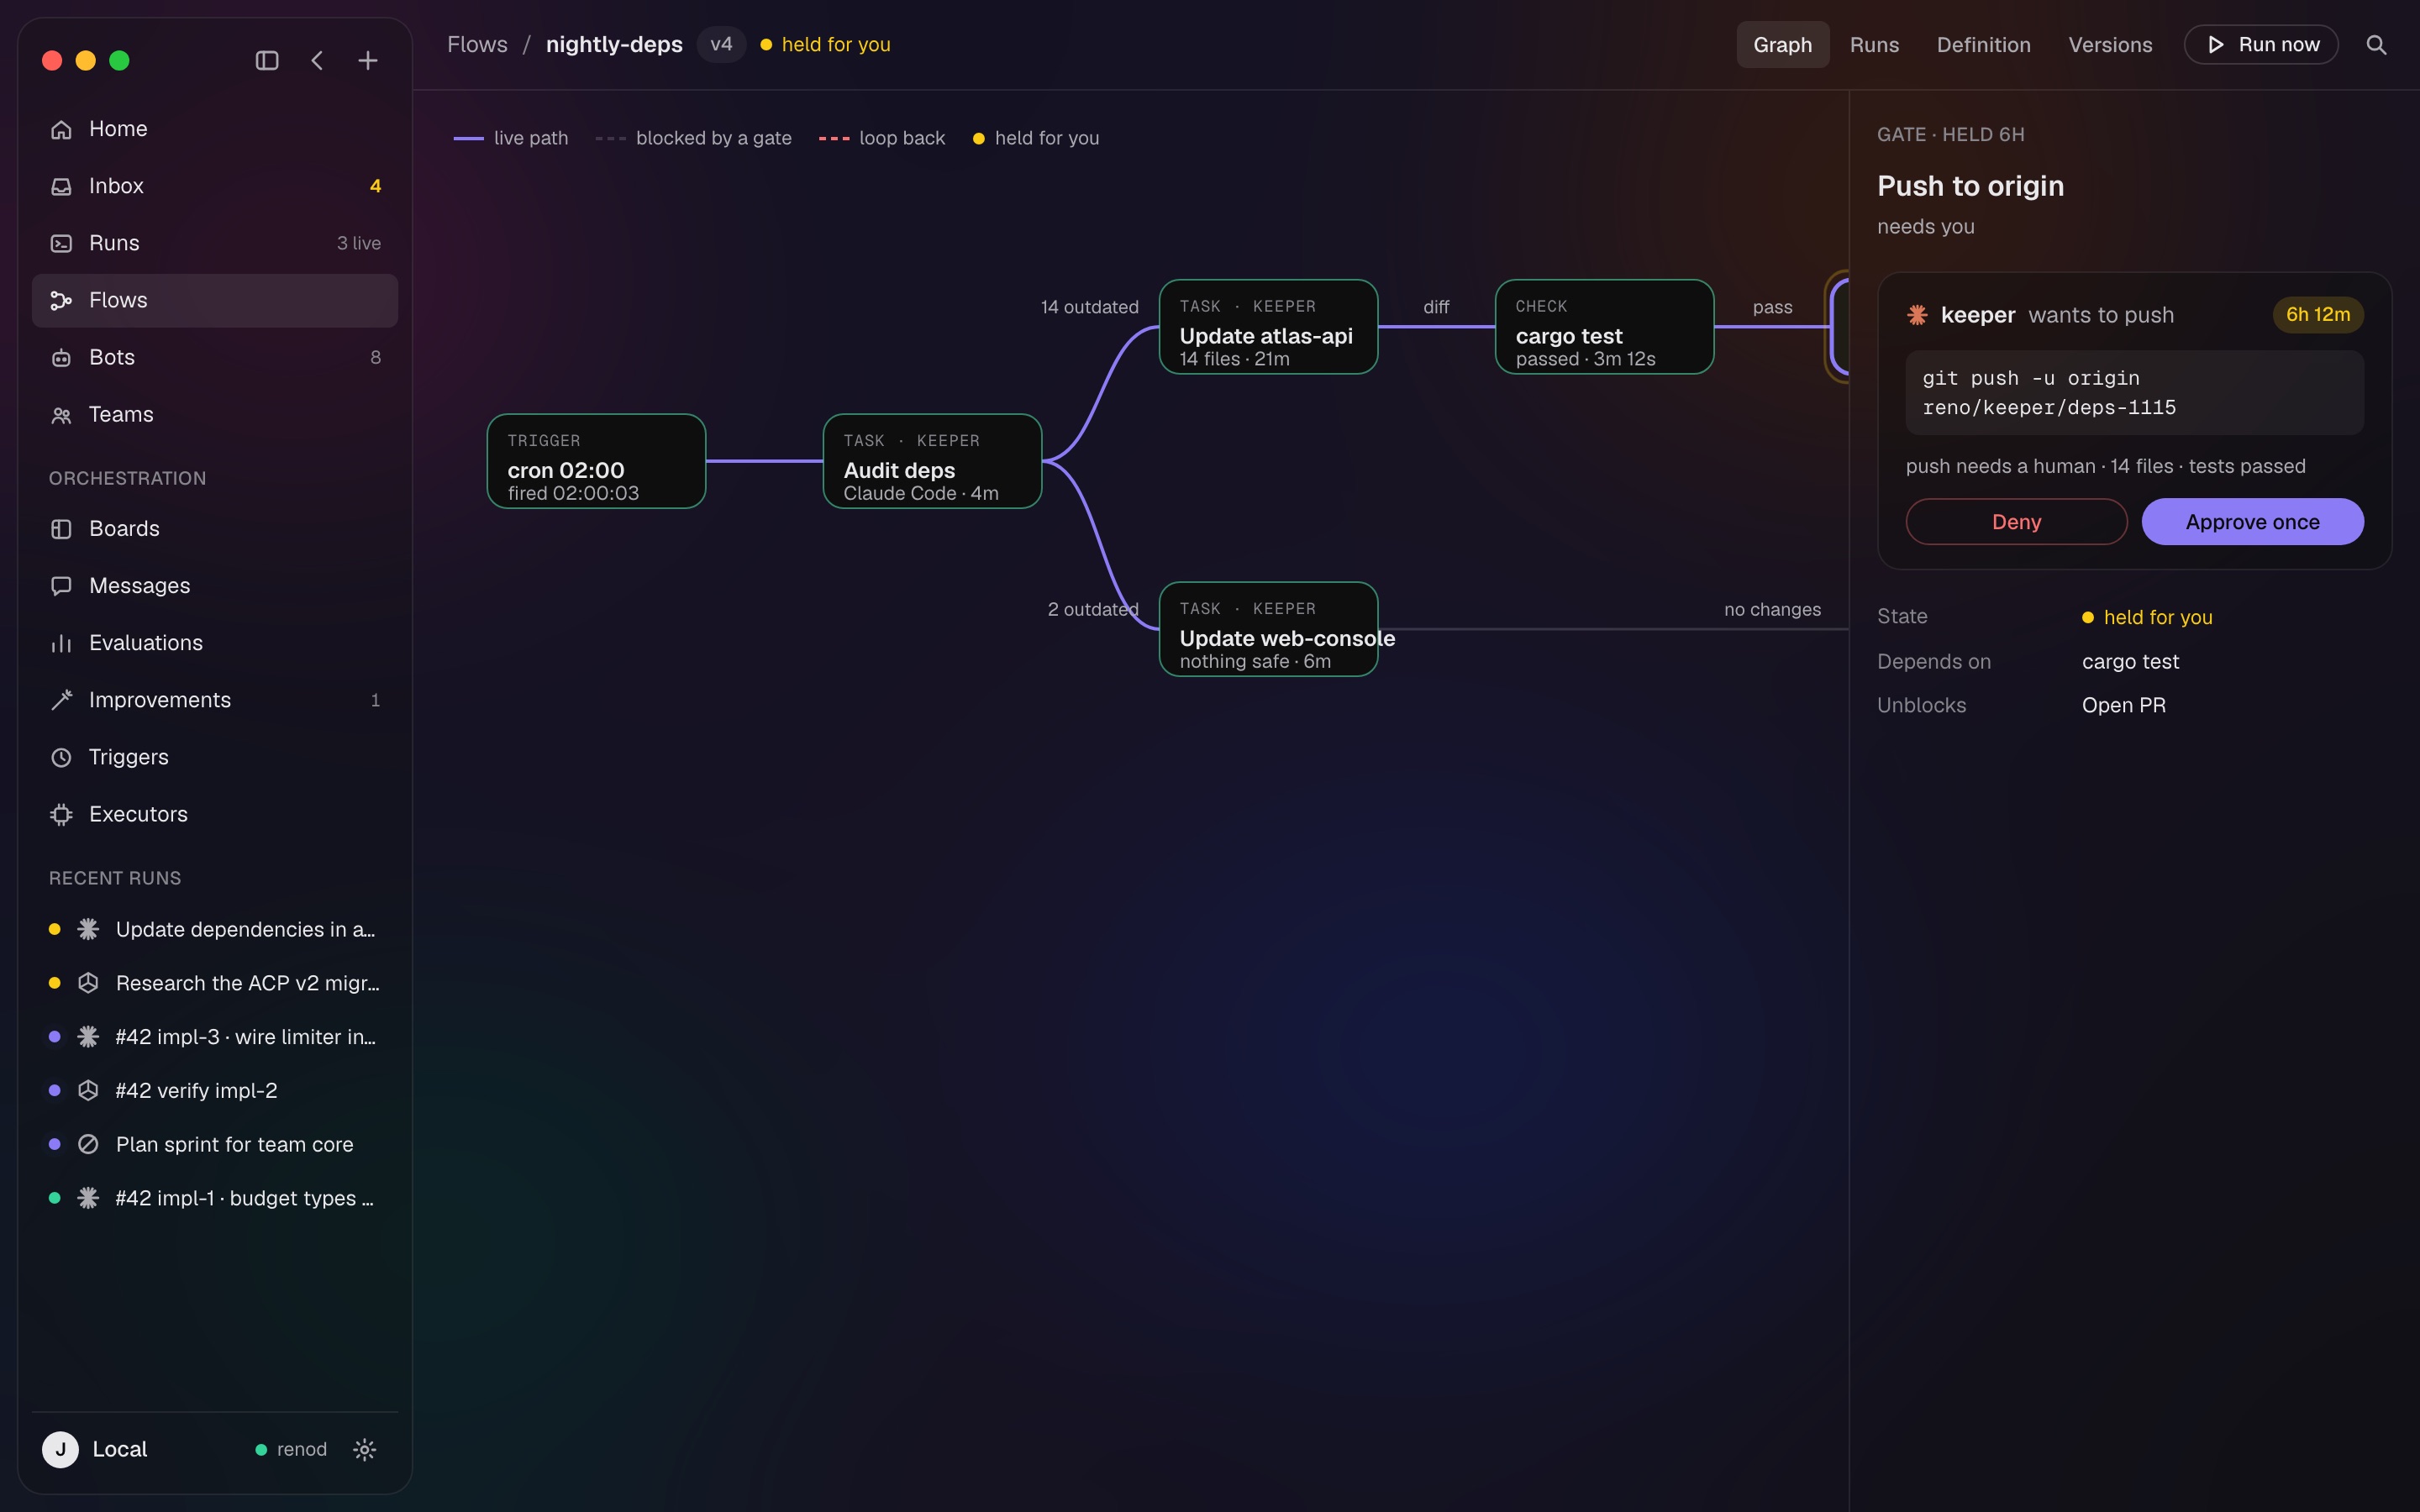 Home
Inbox 4
Runs 3 live
Flows
Bots 8
Teams
ORCHESTRATION
Boards
Messages
Evaluations
Improvements 1
Triggers
Executors
RECENT RUNS
Update dependencies in a...
Research the ACP v2 migr...
#42 impl-3 · wire limiter in...
#42 verify impl-2
Plan sprint for team core
#42 impl-1 · budget types ...
J Local renod
Flows / nightly-deps v4 held for you
Graph Runs Definition Versions Run now
live path blocked by a gate loop back held for you
TRIGGER
cron 02:00
fired 02:00:03
TASK · KEEPER
Audit deps
Claude Code · 4m
14 outdated
TASK · KEEPER
Update atlas-api
14 files · 21m
diff
CHECK
cargo test
passed · 3m 12s
pass
2 outdated
TASK · KEEPER
Update web-console
nothing safe · 6m
no changes
GATE · HELD 6H
Push to origin
needs you
keeper wants to push 6h 12m
git push -u origin
reno/keeper/deps-1115
push needs a human · 14 files · tests passed
Deny Approve once
State held for you
Depends on cargo test
Unblocks Open PR